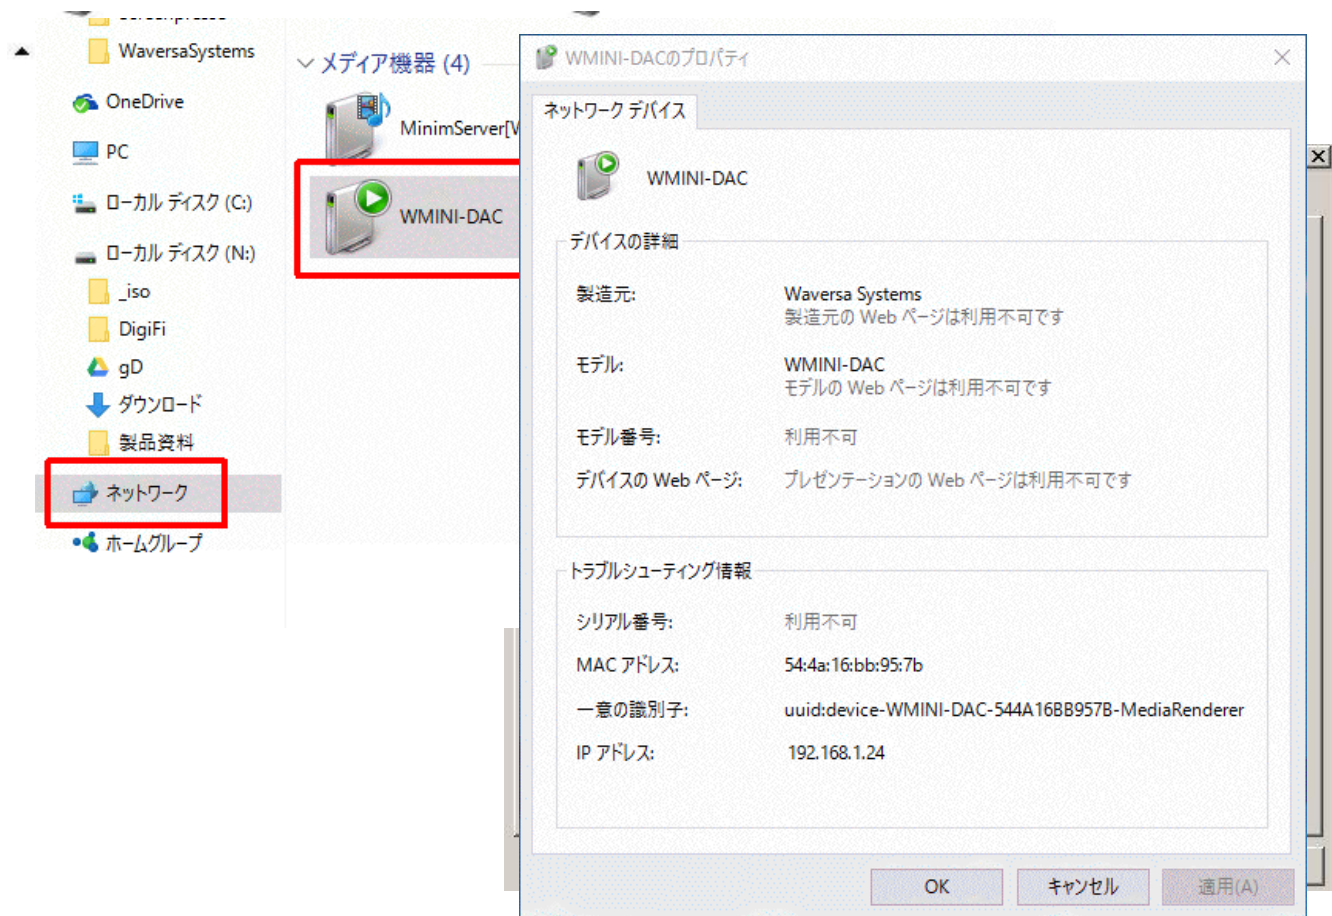 WaversaSystems
OneDrive
PC
ローカル ディスク (C:)
ローカル ディスク (N:)
_iso
DigiFi
gD
ダウンロード
製品資料
ネットワーク
ホームグループ
メディア機器 (4)
MinimServer[V
WMINI-DAC
WMINI-DACのプロパティ
ネットワーク デバイス
WMINI-DAC
デバイスの詳細
製造元: Waversa Systems
製造元の Web ページは利用不可です
モデル: WMINI-DAC
モデルの Web ページは利用不可です
モデル番号: 利用不可
デバイスの Web ページ: プレゼンテーションの Web ページは利用不可です
トラブルシューティング情報
シリアル番号: 利用不可
MAC アドレス: 54:4a:16:bb:95:7b
一意の識別子: uuid:device-WMINI-DAC-544A16BB957B-MediaRenderer
IP アドレス: 192.168.1.24
OK キャンセル 適用(A)